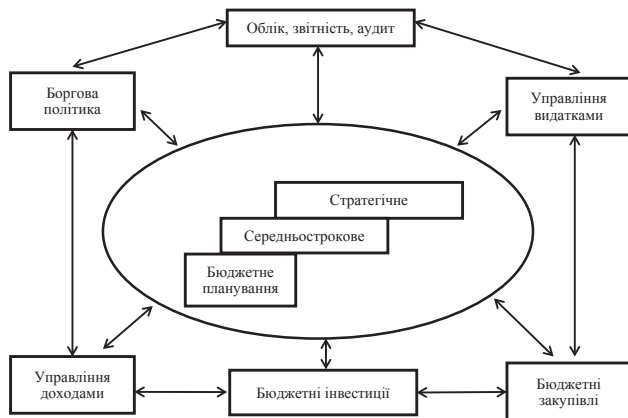 Облік, звітність, аудит
Боргова
політика
Управління
видатками
Стратегічне
Середньострокове
Бюджетне
планування
Управління
доходами
Бюджетні інвестиції
Бюджетні
закупівлі